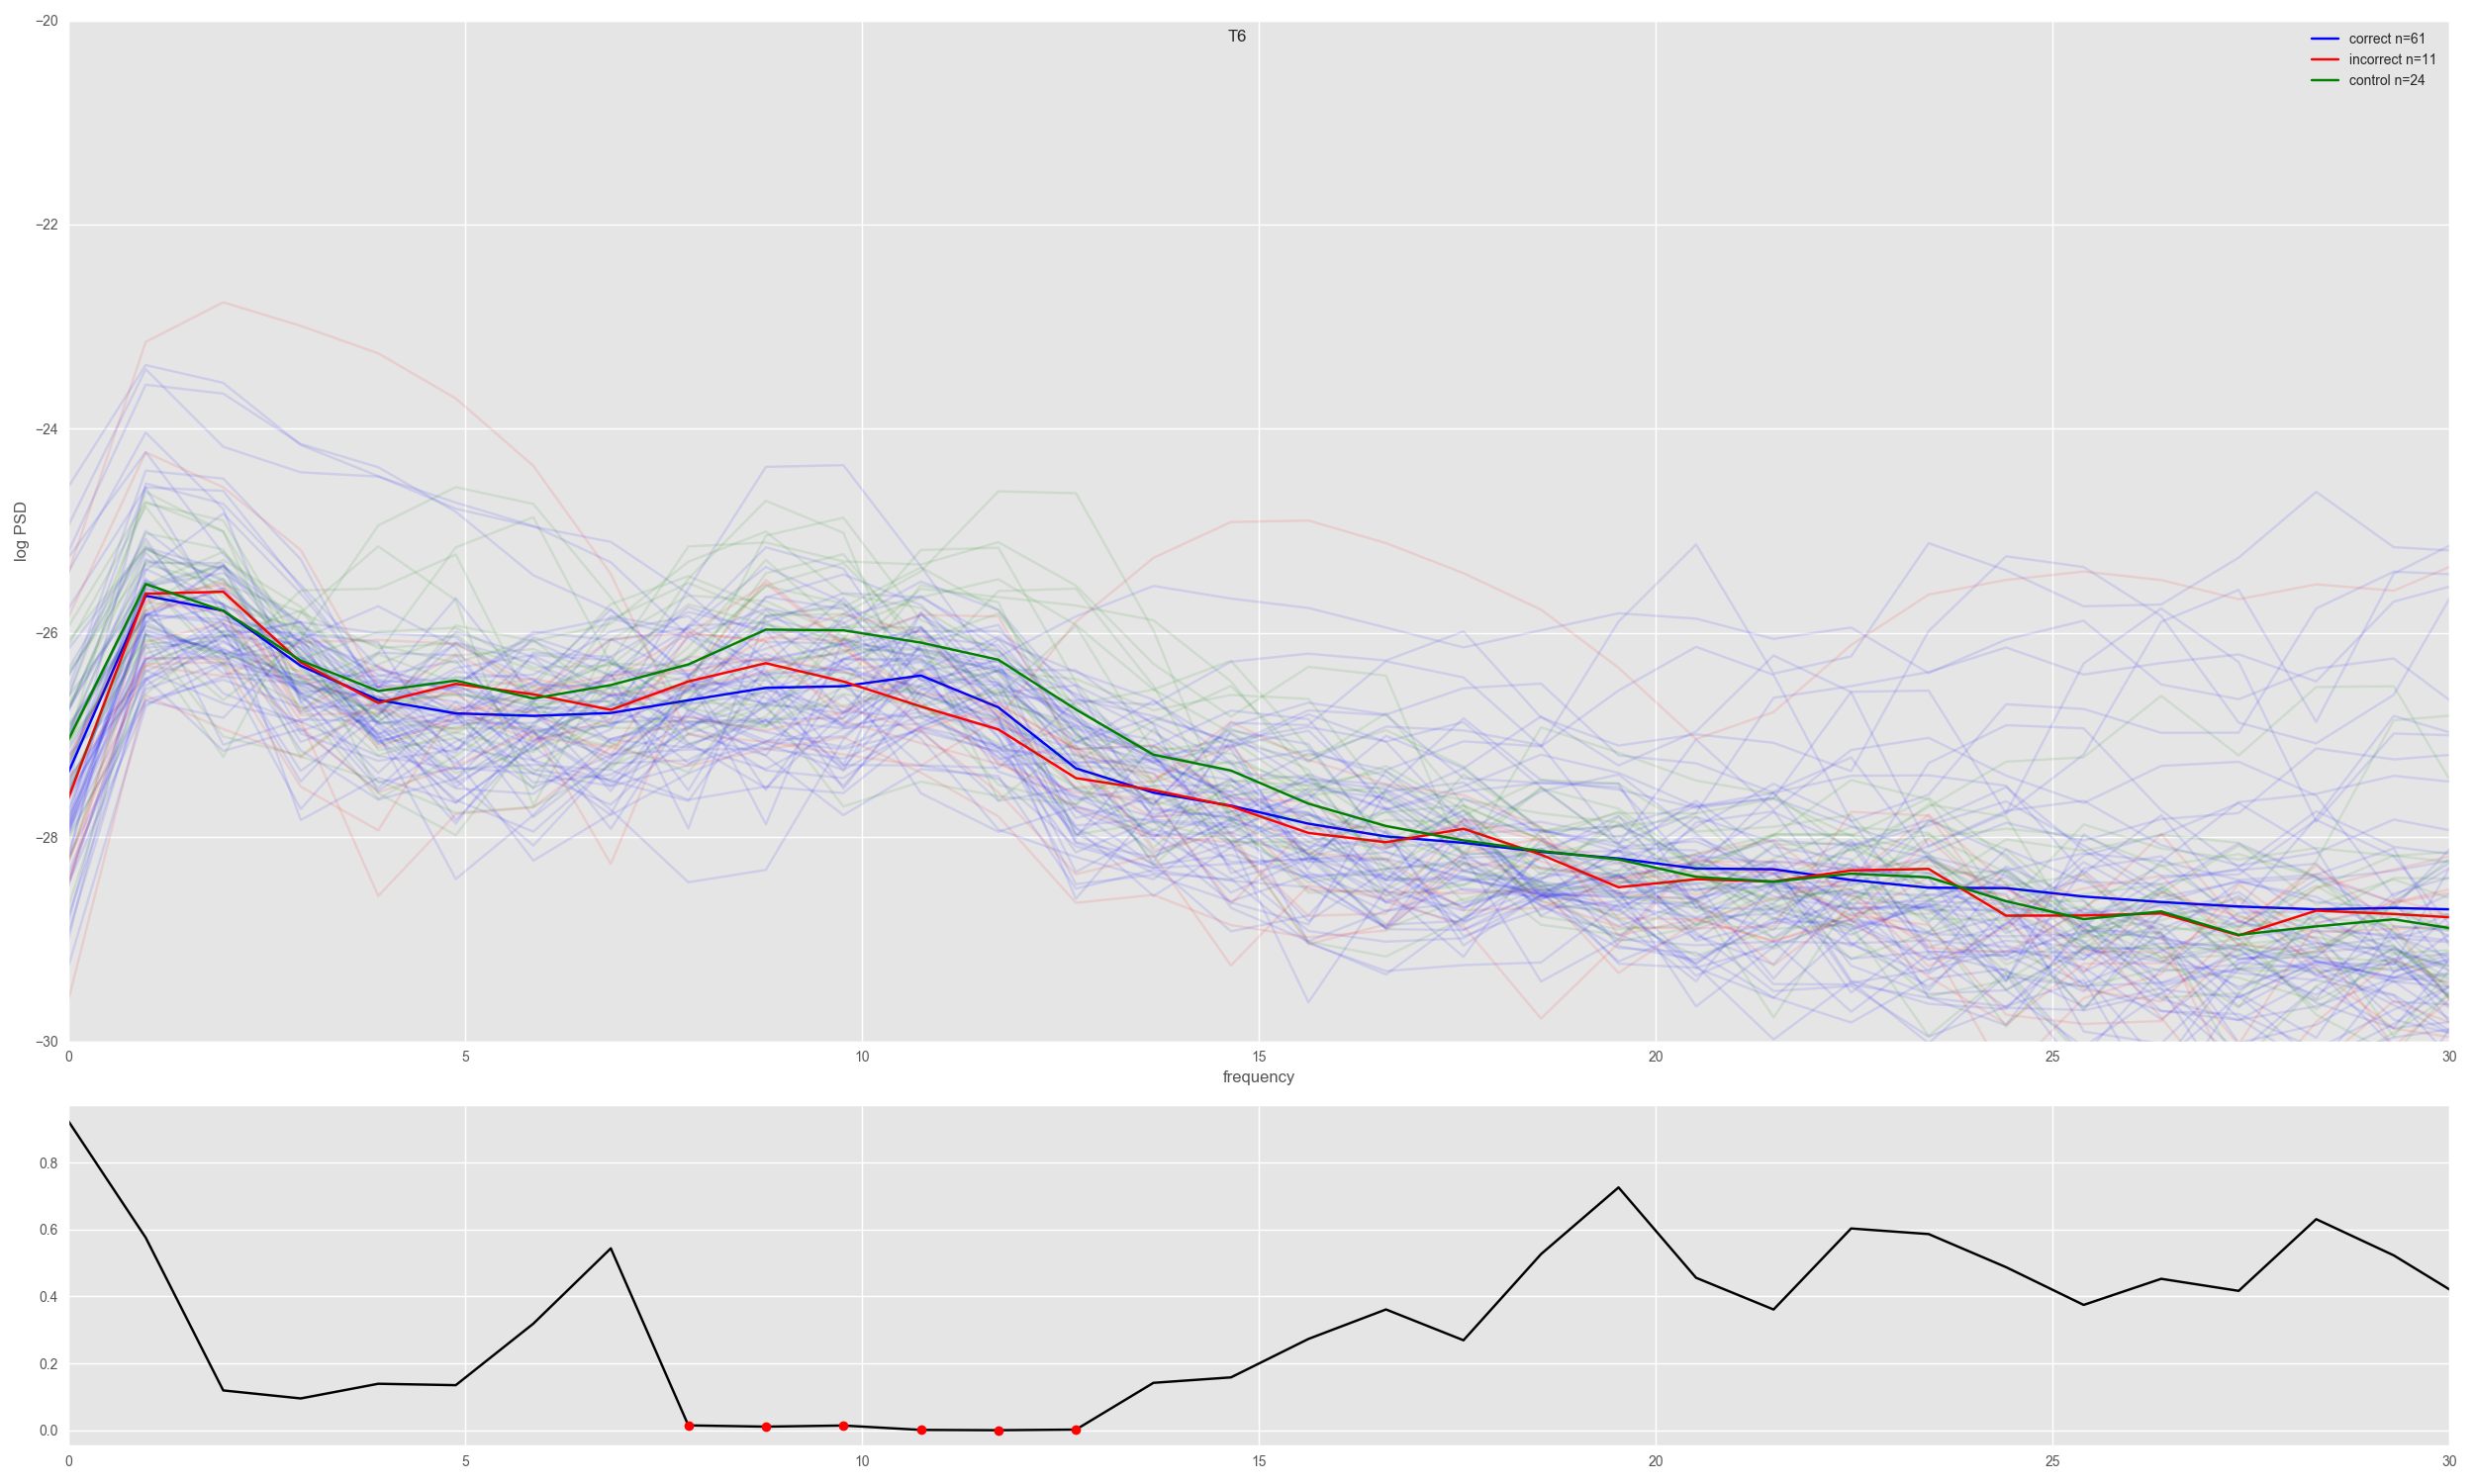 T6
correct n=61
incorrect n=11
control n=24
−20
−22
−24
−26
−28
−30
log PSD
0 5 10 15 20 25 30
frequency
0.8
0.6
0.4
0.2
0.0
0 5 10 15 20 25 30